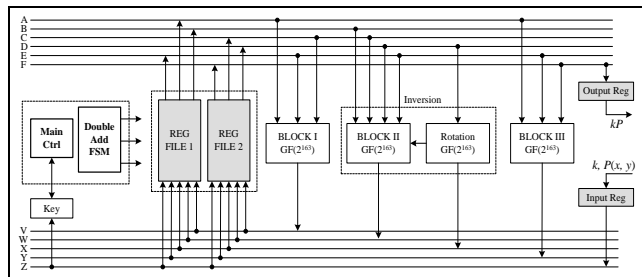 A
B
C
D
E
F
Output Reg
kP
Inversion
Main Ctrl
Double Add FSM
REG FILE 1
REG FILE 2
BLOCK I GF(2¹⁶³)
BLOCK II GF(2¹⁶³)
Rotation GF(2¹⁶³)
BLOCK III GF(2¹⁶³)
k, P(x, y)
Key
Input Reg
V
W
X
Y
Z